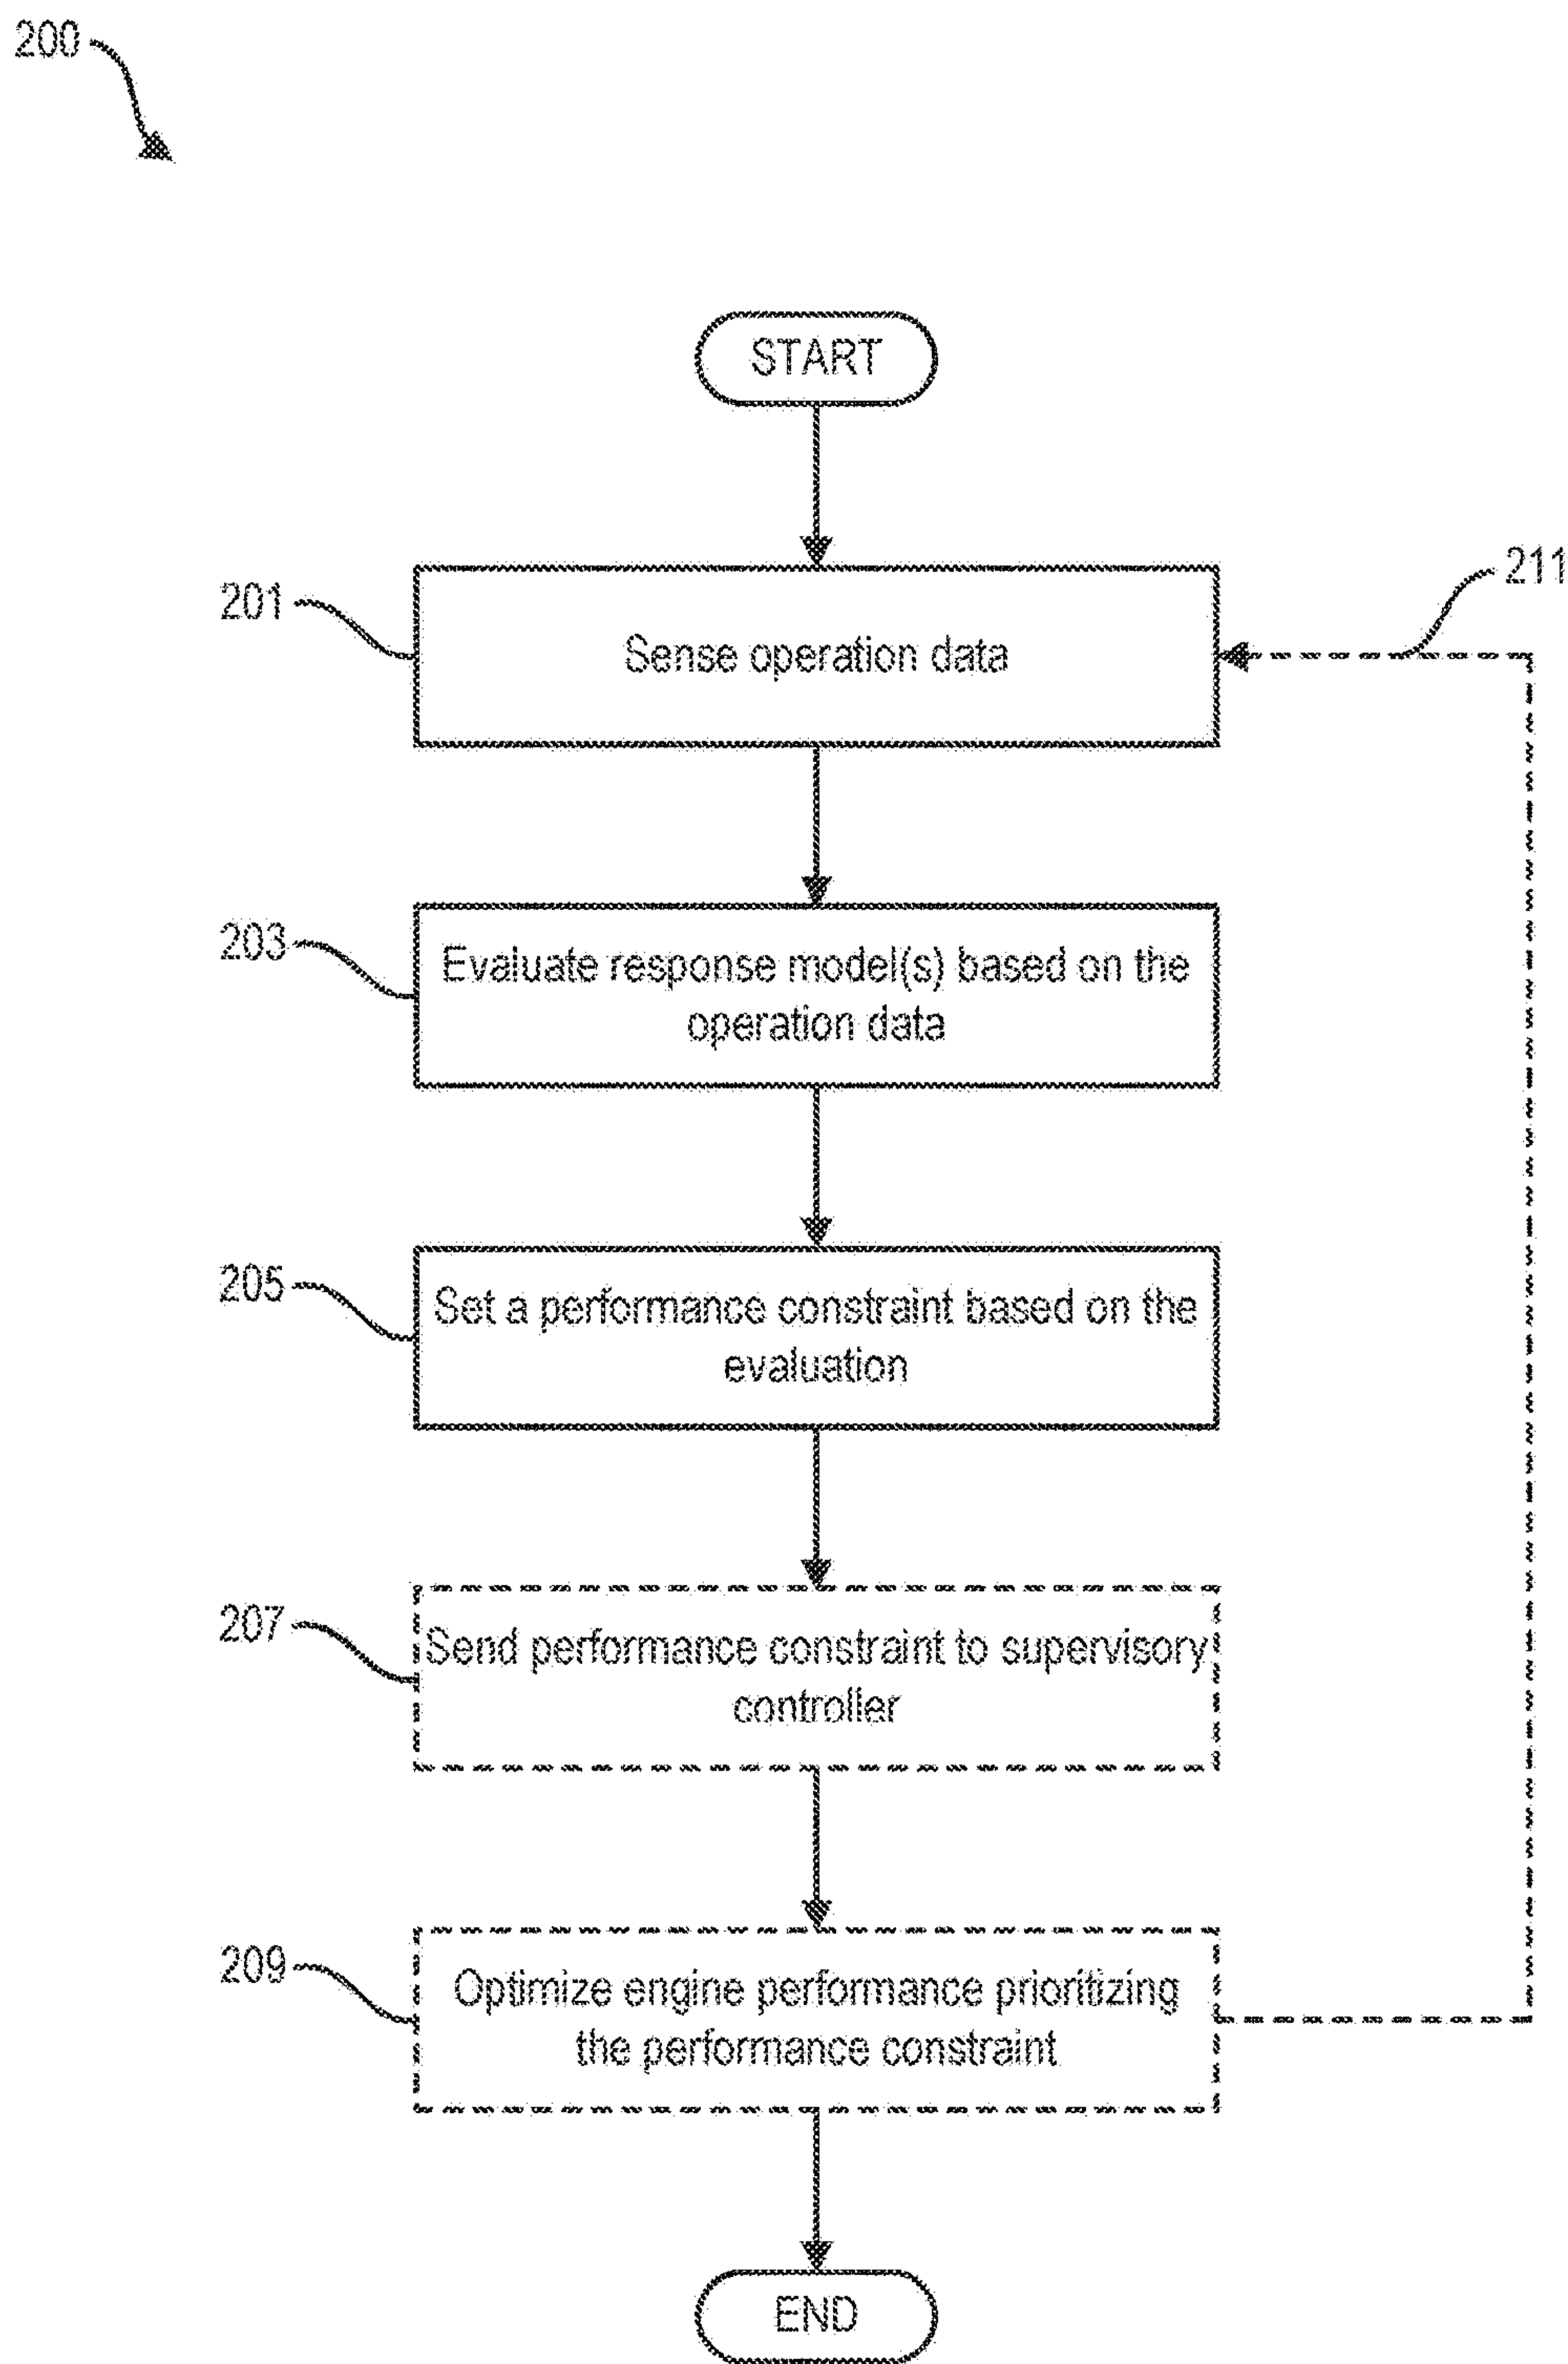 200
START
201
Sense operation data
211
203
Evaluate response model(s) based on the
operation data
205
Set a performance constraint based on the
evaluation
207
Send performance constraint to supervisory
controller
209
Optimize engine performance prioritizing
the performance constraint
END